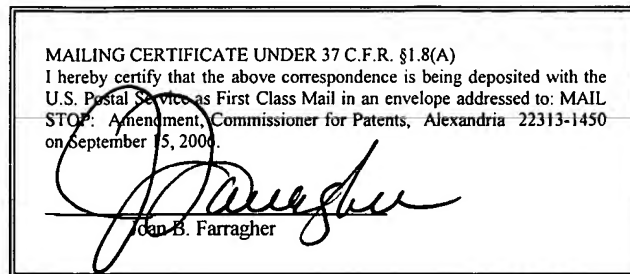 MAILING CERTIFICATE UNDER 37 C.F.R. §1.8(A)
I hereby certify that the above correspondence is being deposited with the
U.S. Postal Service as First Class Mail in an envelope addressed to: MAIL
STOP: Amendment, Commissioner for Patents, Alexandria 22313-1450
on September 15, 2006.
J Farragher
Joan B. Farragher